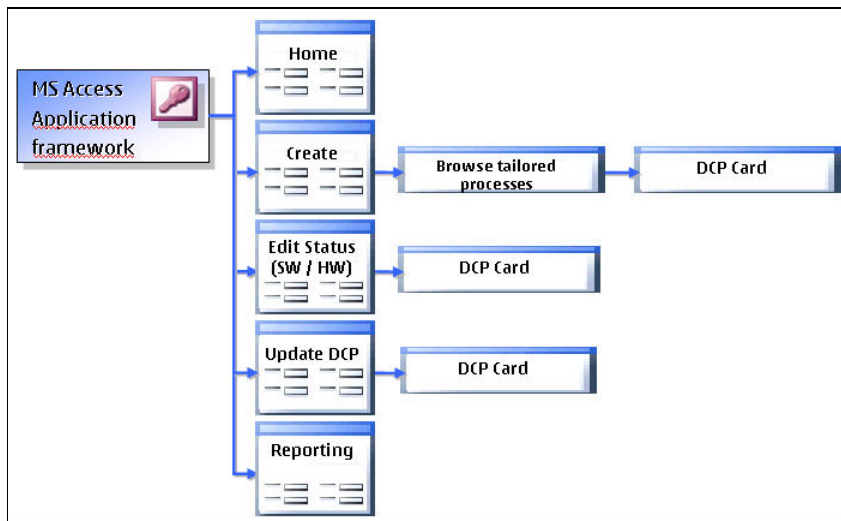 Home
MS Access
Application
framework
Create
Browse tailored
processes
DCP Card
Edit Status
(SW / HW)
DCP Card
Update DCP
DCP Card
Reporting